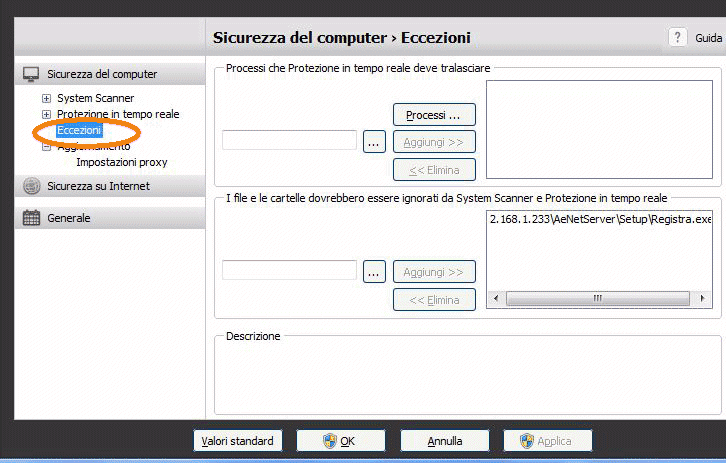 Sicurezza del computer › Eccezioni
? Guida
Sicurezza del computer
System Scanner
Protezione in tempo reale
Eccezioni
Aggiornamento
Impostazioni proxy
Sicurezza su Internet
Generale
Processi che Protezione in tempo reale deve tralasciare
Processi ...
...
Aggiungi >>
<< Elimina
I file e le cartelle dovrebbero essere ignorati da System Scanner e Protezione in tempo reale
2.168.1.233\AeNetServer\Setup\Registra.exe
...
Aggiungi >>
<< Elimina
Descrizione
Valori standard
OK
Annulla
Applica